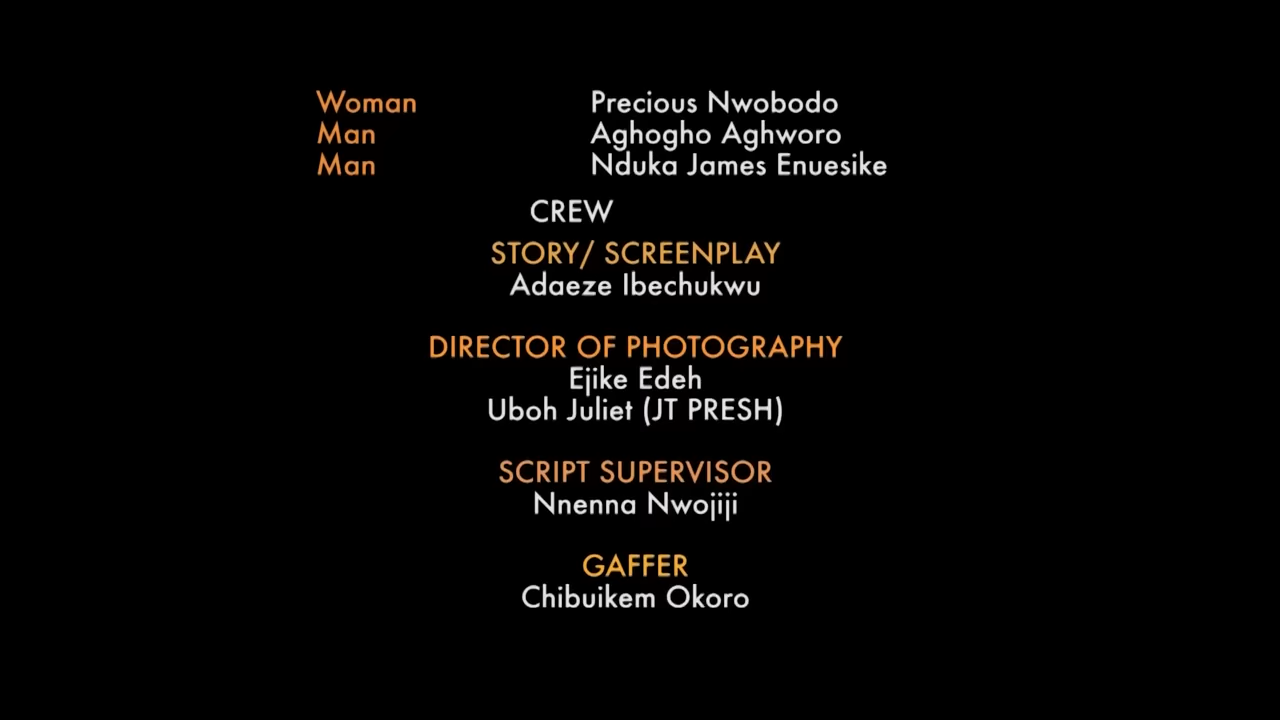 Woman Precious Nwobodo
Man Aghogho Aghworo
Man Nduka James Enuesike
CREW
STORY/ SCREENPLAY
Adaeze Ibechukwu
DIRECTOR OF PHOTOGRAPHY
Ejike Edeh
Uboh Juliet (JT PRESH)
SCRIPT SUPERVISOR
Nnenna Nwojiji
GAFFER
Chibuikem Okoro